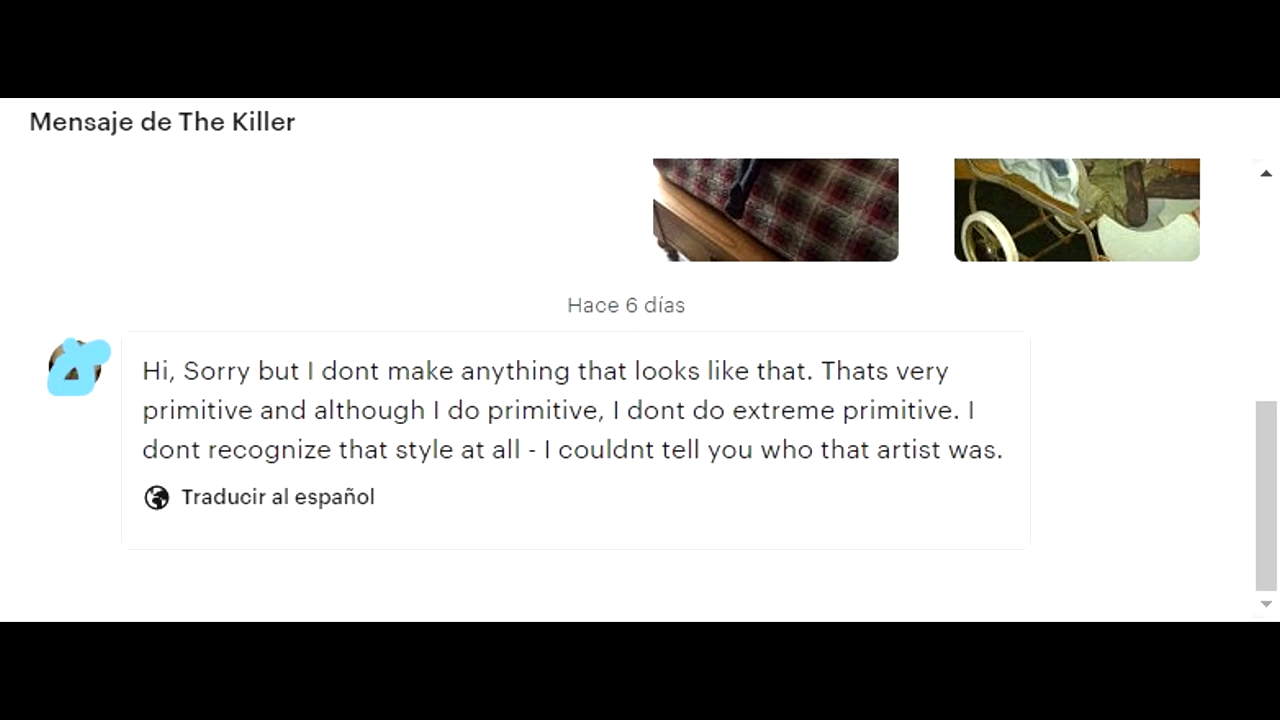 Mensaje de The Killer
Hace 6 días
Hi, Sorry but I dont make anything that looks like that. Thats very
primitive and although I do primitive, I dont do extreme primitive. I
dont recognize that style at all - I couldnt tell you who that artist was.
Traducir al español